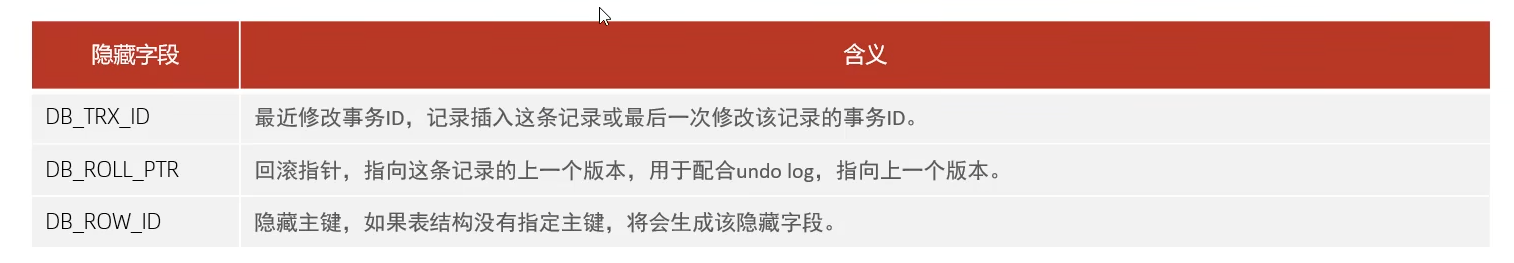 隐藏字段 含义
DB_TRX_ID 最近修改事务ID，记录插入这条记录或最后一次修改该记录的事务ID。
DB_ROLL_PTR 回滚指针，指向这条记录的上一个版本，用于配合undo log，指向上一个版本。
DB_ROW_ID 隐藏主键，如果表结构没有指定主键，将会生成该隐藏字段。